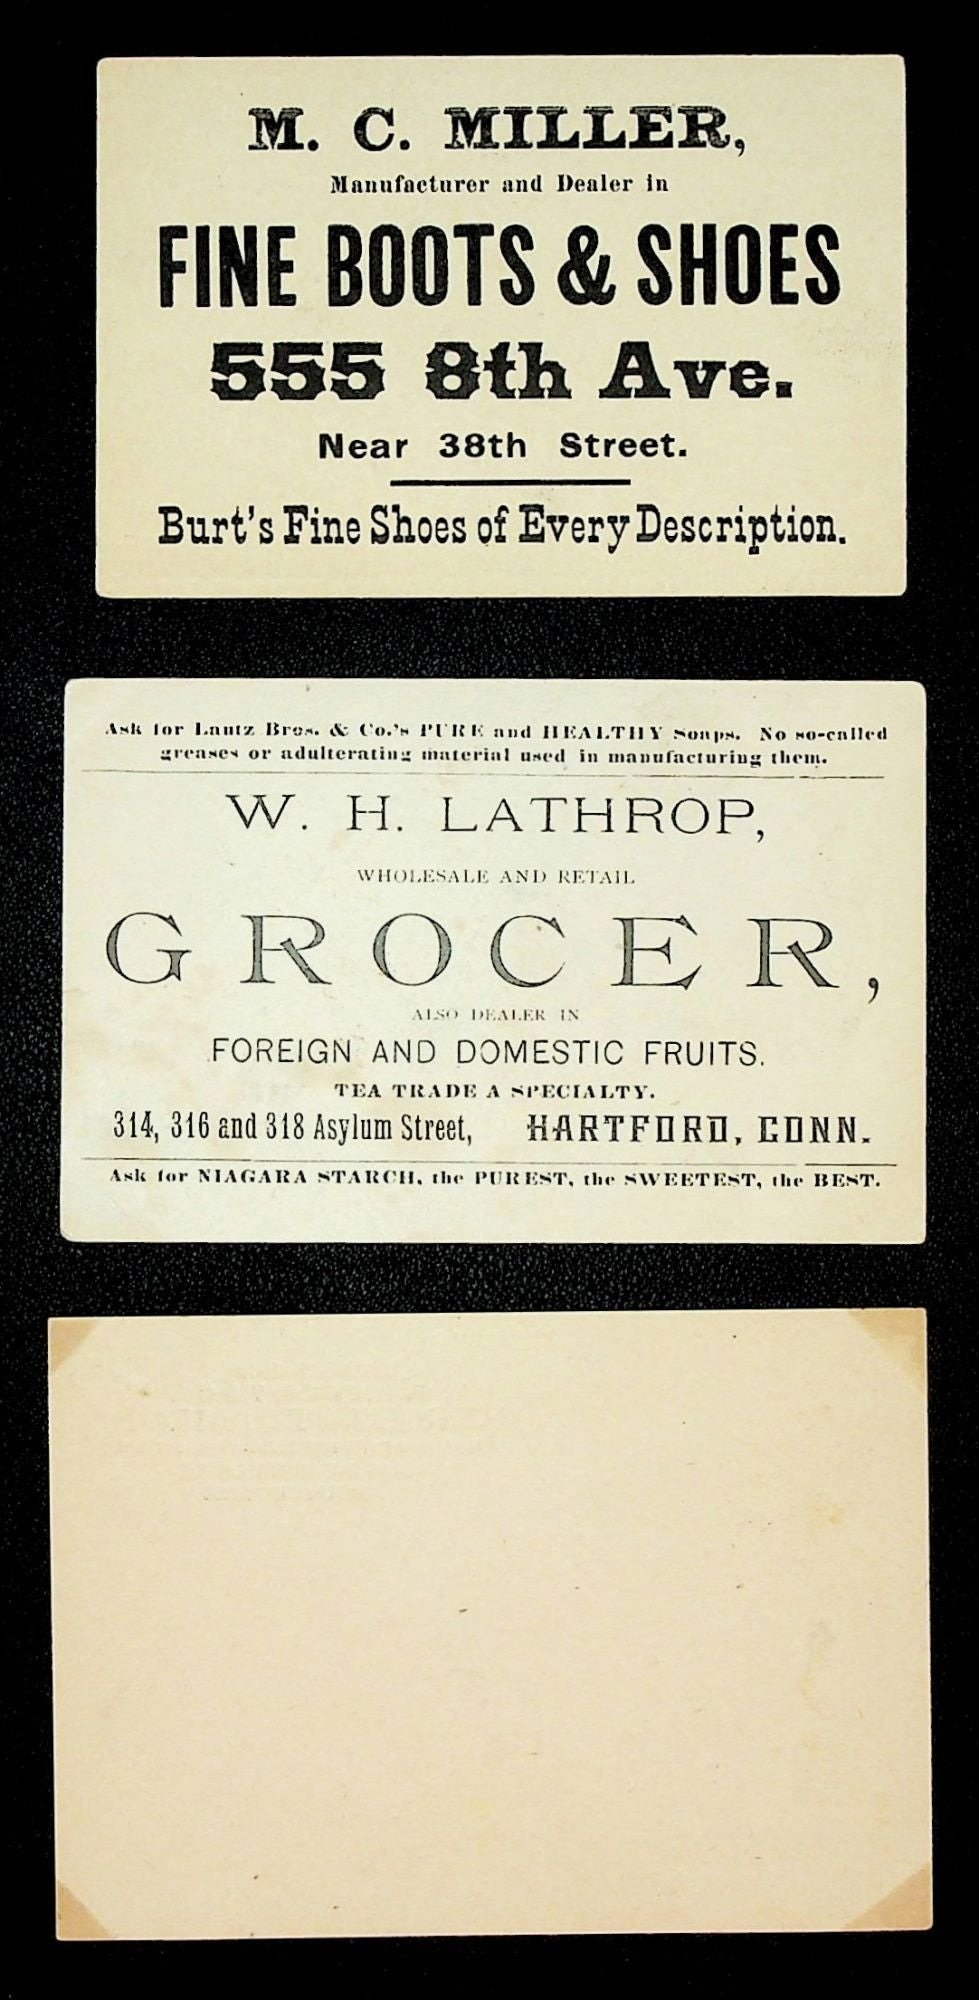 M. C. MILLER,
Manufacturer and Dealer in
FINE BOOTS & SHOES
555 8th Ave.
Near 38th Street.
Burt's Fine Shoes of Every Description.
Ask for Lautz Bros. & Co.'s PURE and HEALTHY Soaps. No so-called
greases or adulterating material used in manufacturing them.
W. H. LATHROP,
WHOLESALE AND RETAIL
GROCER,
ALSO DEALER IN
FOREIGN AND DOMESTIC FRUITS.
TEA TRADE A SPECIALTY.
314, 316 and 318 Asylum Street, HARTFORD, CONN.
Ask for NIAGARA STARCH, the PUREST, the SWEETEST, the BEST.